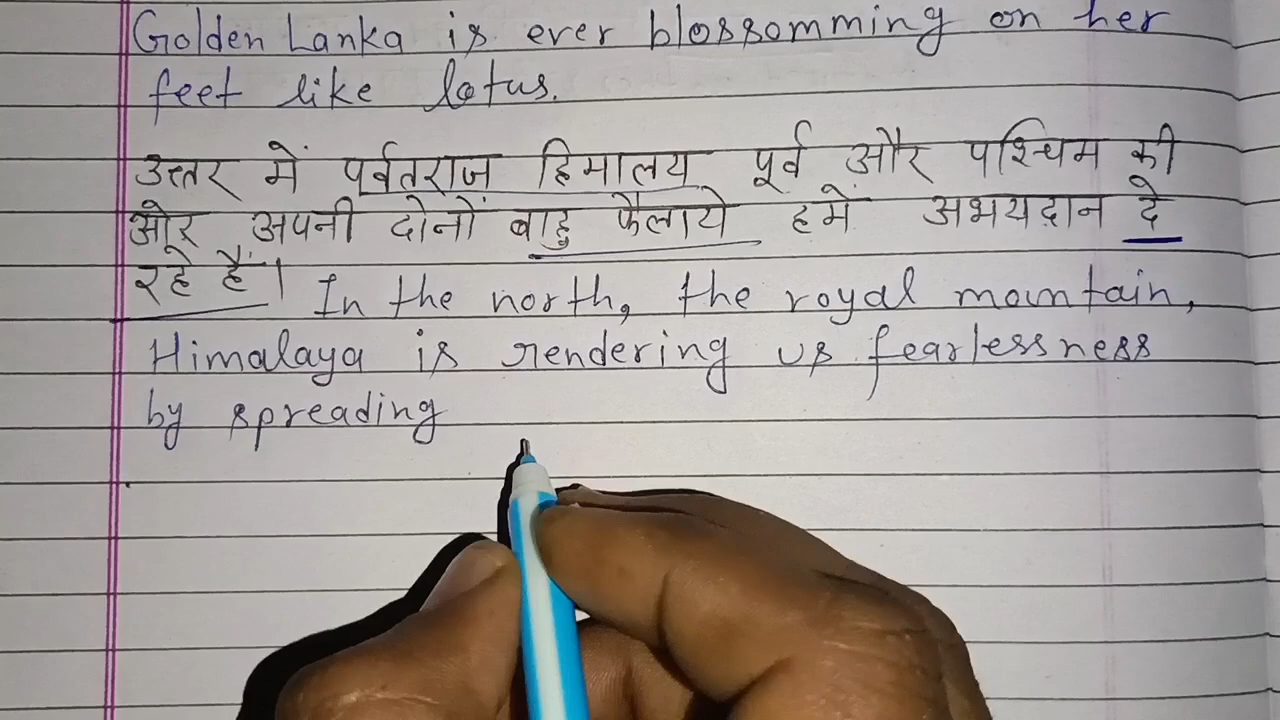 Golden Lanka is ever blossomming on her
feet like lotus.
उत्तर में पर्वतराज हिमालय पूर्व और पश्चिम की
ओर अपनी दोनों बाहु फैलाये हमें अभयदान दे
रहे हैं। In the north, the royal mountain,
Himalaya is rendering us fearlessness
by spreading